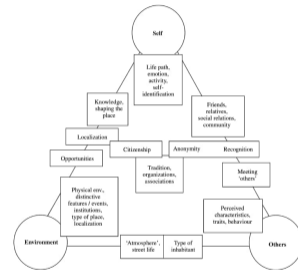 Self
Life path,
emotion,
activity,
self-
identification
Knowledge,
shaping the
place
Friends,
relatives,
social relations,
community
Localization
Citizenship
Anonymity
Recognition
Opportunities
Tradition,
organizations,
associations
Meeting
'others'
Physical env.,
distinctive
features / events,
institutions,
type of place,
localization
Perceived
characteristics,
traits, behaviour
Environment
'Atmosphere',
street life
Type of
inhabitant
Others